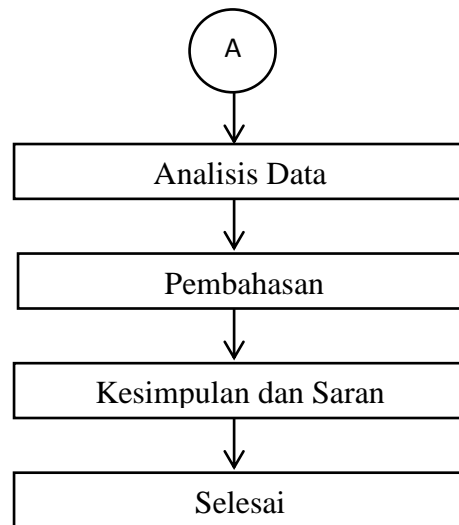 A
Analisis Data
Pembahasan
Kesimpulan dan Saran
Selesai